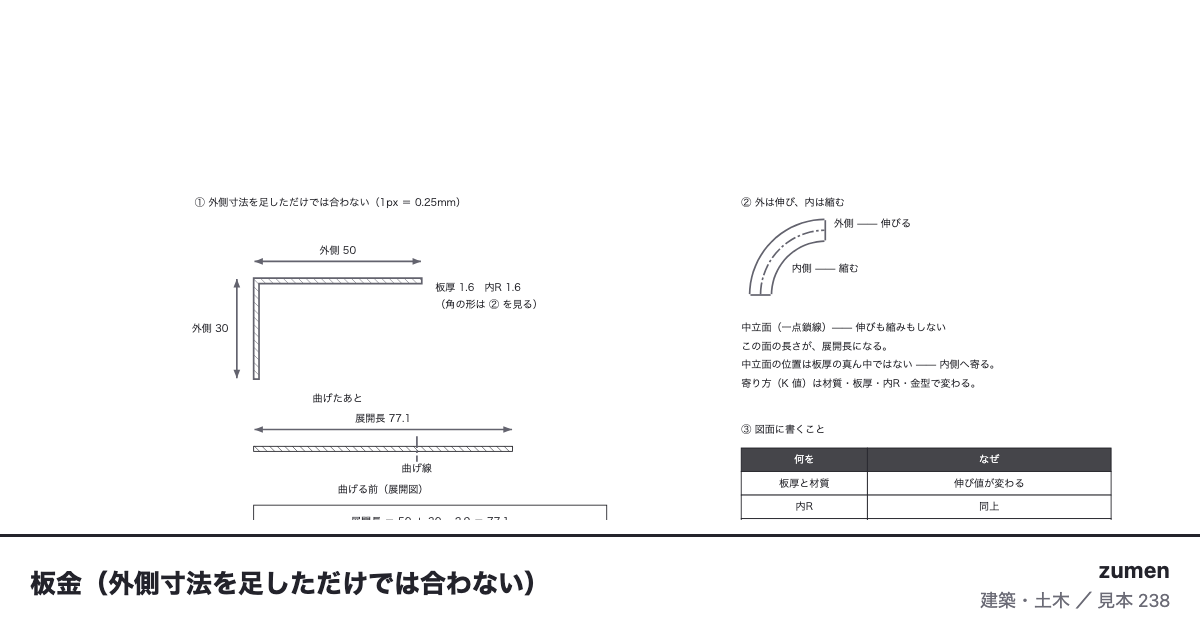 ① 外側寸法を足しただけでは合わない（1px = 0.25mm）
外側 50
板厚 1.6　内R 1.6
（角の形は ② を見る）
外側 30
曲げたあと
展開長 77.1
曲げ線
曲げる前（展開図）
② 外は伸び、内は縮む
外側 —— 伸びる
内側 —— 縮む
中立面（一点鎖線）—— 伸びも縮みもしない
この面の長さが、展開長になる。
中立面の位置は板厚の真ん中ではない —— 内側へ寄る。
寄り方（K 値）は材質・板厚・内R・金型で変わる。
③ 図面に書くこと
何を　なぜ
板厚と材質　伸び値が変わる
内R　同上
板金（外側寸法を足しただけでは合わない）
zumen
建築・土木 ／ 見本 238